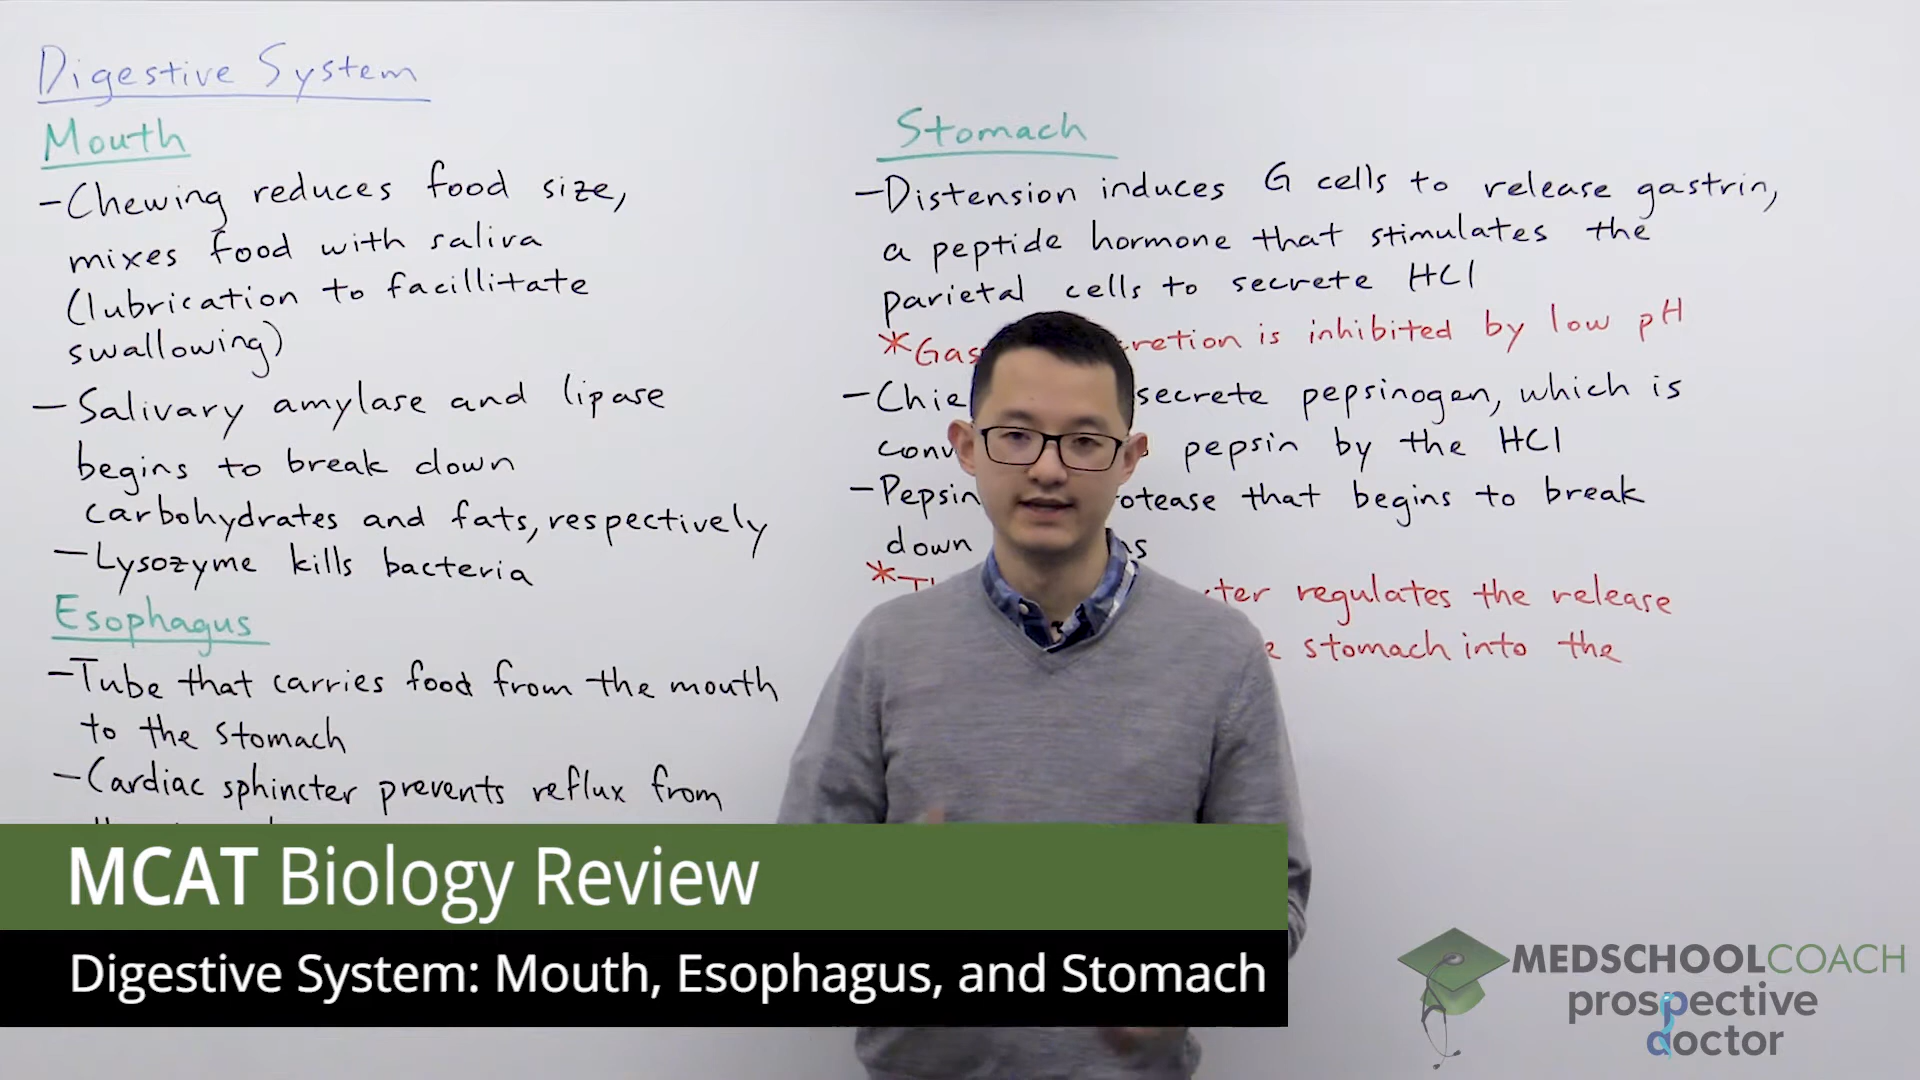 Digestive System
Mouth
-Chewing reduces food size,
mixes food with saliva
(lubrication to facillitate
swallowing)
-Salivary amylase and lipase
begins to break down
carbohydrates and fats, respectively
-Lysozyme kills bacteria
Esophagus
-Tube that carries food from the mouth
to the stomach
-Cardiac sphincter prevents reflux from
Stomach
-Distension induces G cells to release gastrin,
a peptide hormone that stimulates the
parietal cells to secrete HCl
*Gas retion is inhibited by low pH
-Chie secrete pepsinogen, which is
conv pepsin by the HCl
-Pepsin otease that begins to break
down ns
* ter regulates the release
stomach into the
MCAT Biology Review
Digestive System: Mouth, Esophagus, and Stomach
MEDSCHOOLCOACH
prospective
doctor